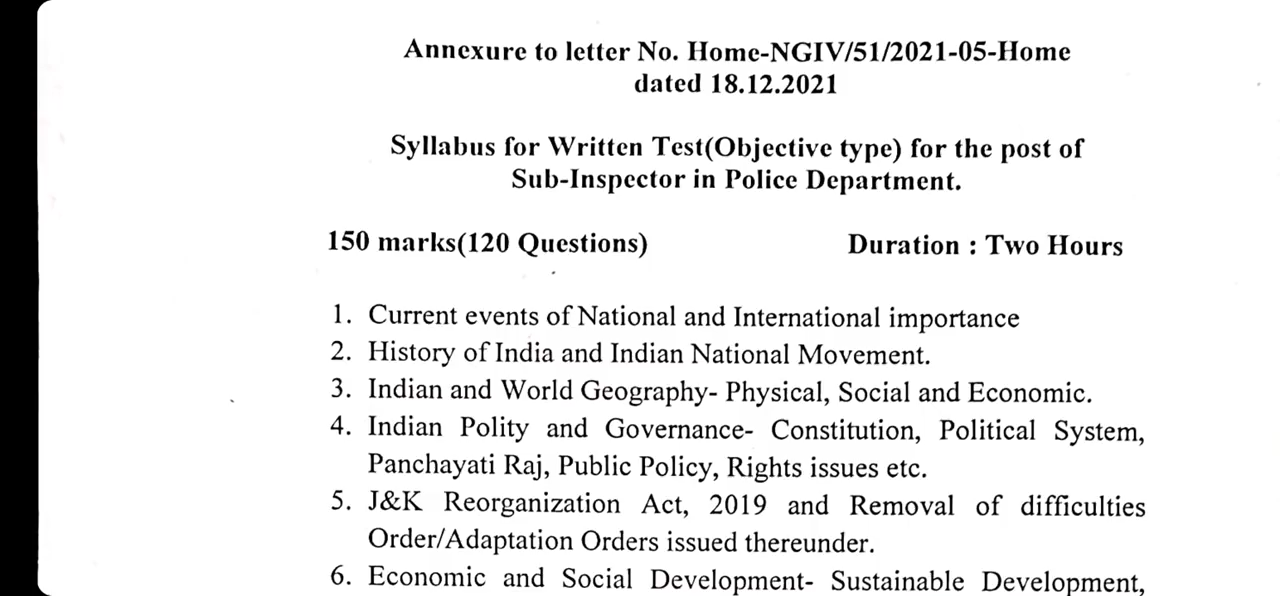 Annexure to letter No. Home-NGIV/51/2021-05-Home
dated 18.12.2021
Syllabus for Written Test(Objective type) for the post of
Sub-Inspector in Police Department.
150 marks(120 Questions) Duration : Two Hours
1. Current events of National and International importance
2. History of India and Indian National Movement.
3. Indian and World Geography- Physical, Social and Economic.
4. Indian Polity and Governance- Constitution, Political System,
Panchayati Raj, Public Policy, Rights issues etc.
5. J&K Reorganization Act, 2019 and Removal of difficulties
Order/Adaptation Orders issued thereunder.
6. Economic and Social Development- Sustainable Development,